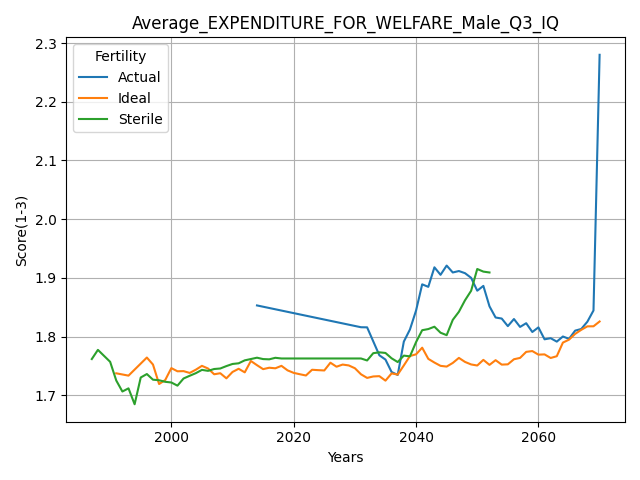 Average_EXPENDITURE_FOR_WELFARE_Male_Q3_IQ
Fertility
Actual
Ideal
Sterile
Score(1-3)
2.3
2.2
2.1
2.0
1.9
1.8
1.7
2000
2020
2040
2060
Years